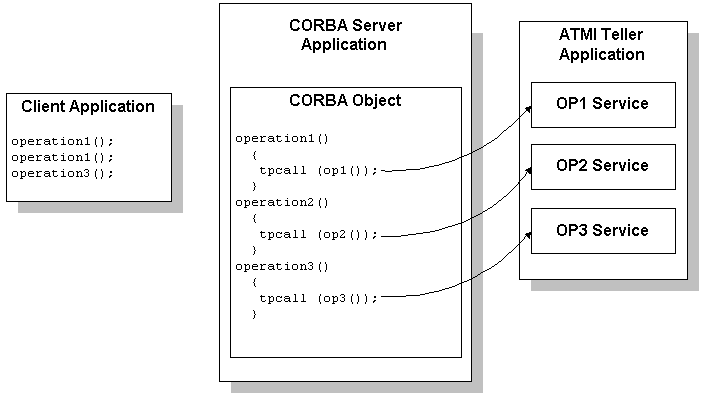 Client Application
operation1();
operation1();
operation3();
CORBA Server
Application
CORBA Object
operation1()
{
tpcall (op1());
}
operation2()
{
tpcall (op2());
}
operation3()
{
tpcall (op3());
}
ATMI Teller
Application
OP1 Service
OP2 Service
OP3 Service